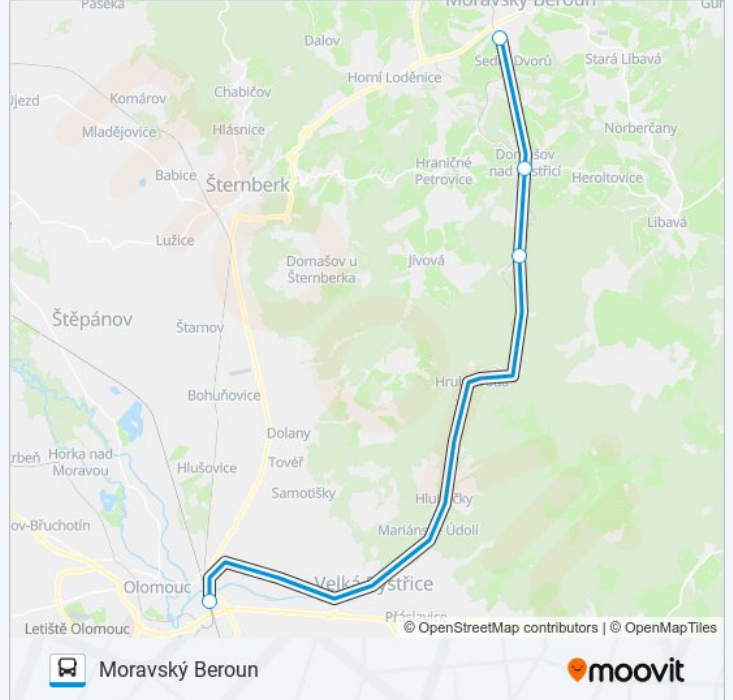 Paseka
Moravský Beroun
Dalov
Sedm Dvorů
Stará Libavá
Horní Loděnice
Chabičov
Komárov
Mladějovice
Hlásnice
Norberčany
Domašov
nad Bystřicí
Hraničné
Petrovice
Babice
Šternberk
Heroltovice
Libavá
Lužice
Domašov u
Šternberka
Jívová
Štěpánov
Štarnov
Bohuňovice
Dolany
Tovéř
Horka nad
Moravou
Hlušovice
Samotišky
Hlubočky
Mariánské Údolí
ov-Břuchotín
Olomouc
Velká Bystřice
Přáslavice
Letiště Olomouc
© OpenStreetMap contributors | © OpenMapTiles
Moravský Beroun
moovit